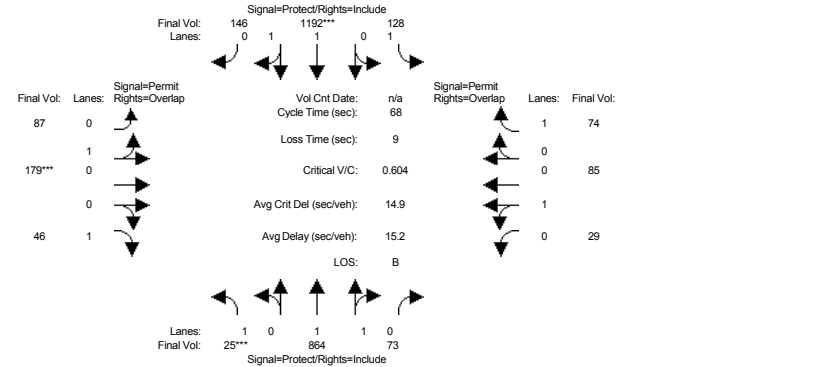 Signal=Protect/Rights=Include
Final Vol: 146 1192*** 128
Lanes: 0 1 1 0 1
Signal=Permit Signal=Permit
Final Vol: Lanes: Rights=Overlap Vol Cnt Date: n/a Rights=Overlap Lanes: Final Vol:
Cycle Time (sec): 68
87 0 1 74
Loss Time (sec): 9
1 0
179*** 0 Critical V/C: 0.604 0 85
0 Avg Crit Del (sec/veh): 14.9 1
46 1 Avg Delay (sec/veh): 15.2 0 29
LOS: B
Lanes: 1 0 1 1 0
Final Vol: 25*** 864 73
Signal=Protect/Rights=Include